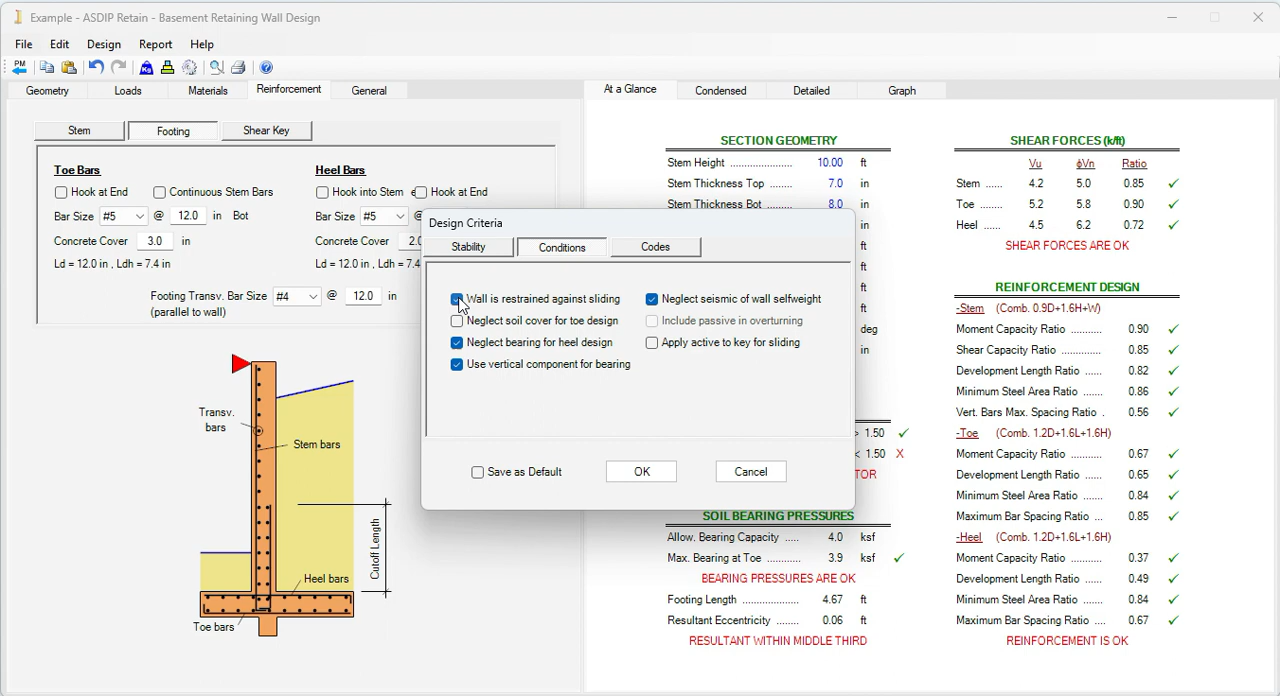 Example - ASDIP Retain - Basement Retaining Wall Design
File Edit Design Report Help
PM Kg
Geometry Loads Materials Reinforcement General
At a Glance Condensed Detailed Graph
Stem Footing Shear Key
Toe Bars
Hook at End Continuous Stem Bars
Bar Size #5 @ 12.0 in Bot
Concrete Cover 3.0 in
Ld = 12.0 in , Ldh = 7.4 in
Heel Bars
Hook into Stem Hook at End
Bar Size #5 @
Concrete Cover 2.0
Ld = 12.0 in , Ldh = 7.4
Footing Transv. Bar Size #4 @ 12.0 in
(parallel to wall)
Transv.
bars
Stem bars
Cutoff Length
Heel bars
Toe bars
Design Criteria
Stability Conditions Codes
Wall is restrained against sliding
Neglect soil cover for toe design
Neglect bearing for heel design
Use vertical component for bearing
Neglect seismic of wall selfweight
Include passive in overturning
Apply active to key for sliding
Save as Default OK Cancel
SECTION GEOMETRY
Stem Height ...................... 10.00 ft
Stem Thickness Top ........ 7.0 in
Stem Thickness Bot ........ 8.0 in
ft
ft
ft
ft
deg
in
> 1.50 ✓
< 1.50 X
TOR
SOIL BEARING PRESSURES
Allow. Bearing Capacity ..... 4.0 ksf
Max. Bearing at Toe ............ 3.9 ksf ✓
BEARING PRESSURES ARE OK
Footing Length .................... 4.67 ft
Resultant Eccentricity ........ 0.06 ft
RESULTANT WITHIN MIDDLE THIRD
SHEAR FORCES (k/ft)
Vu ϕVn Ratio
Stem ...... 4.2 5.0 0.85 ✓
Toe ........ 5.2 5.8 0.90 ✓
Heel ...... 4.5 6.2 0.72 ✓
SHEAR FORCES ARE OK
REINFORCEMENT DESIGN
-Stem (Comb. 0.9D+1.6H+W)
Moment Capacity Ratio ........... 0.90 ✓
Shear Capacity Ratio .............. 0.85 ✓
Development Length Ratio ...... 0.82 ✓
Minimum Steel Area Ratio ....... 0.86 ✓
Vert. Bars Max. Spacing Ratio . 0.56 ✓
-Toe (Comb. 1.2D+1.6L+1.6H)
Moment Capacity Ratio ........... 0.67 ✓
Development Length Ratio ...... 0.65 ✓
Minimum Steel Area Ratio ....... 0.84 ✓
Maximum Bar Spacing Ratio ... 0.85 ✓
-Heel (Comb. 1.2D+1.6L+1.6H)
Moment Capacity Ratio ........... 0.37 ✓
Development Length Ratio ...... 0.49 ✓
Minimum Steel Area Ratio ....... 0.84 ✓
Maximum Bar Spacing Ratio .... 0.67 ✓
REINFORCEMENT IS OK